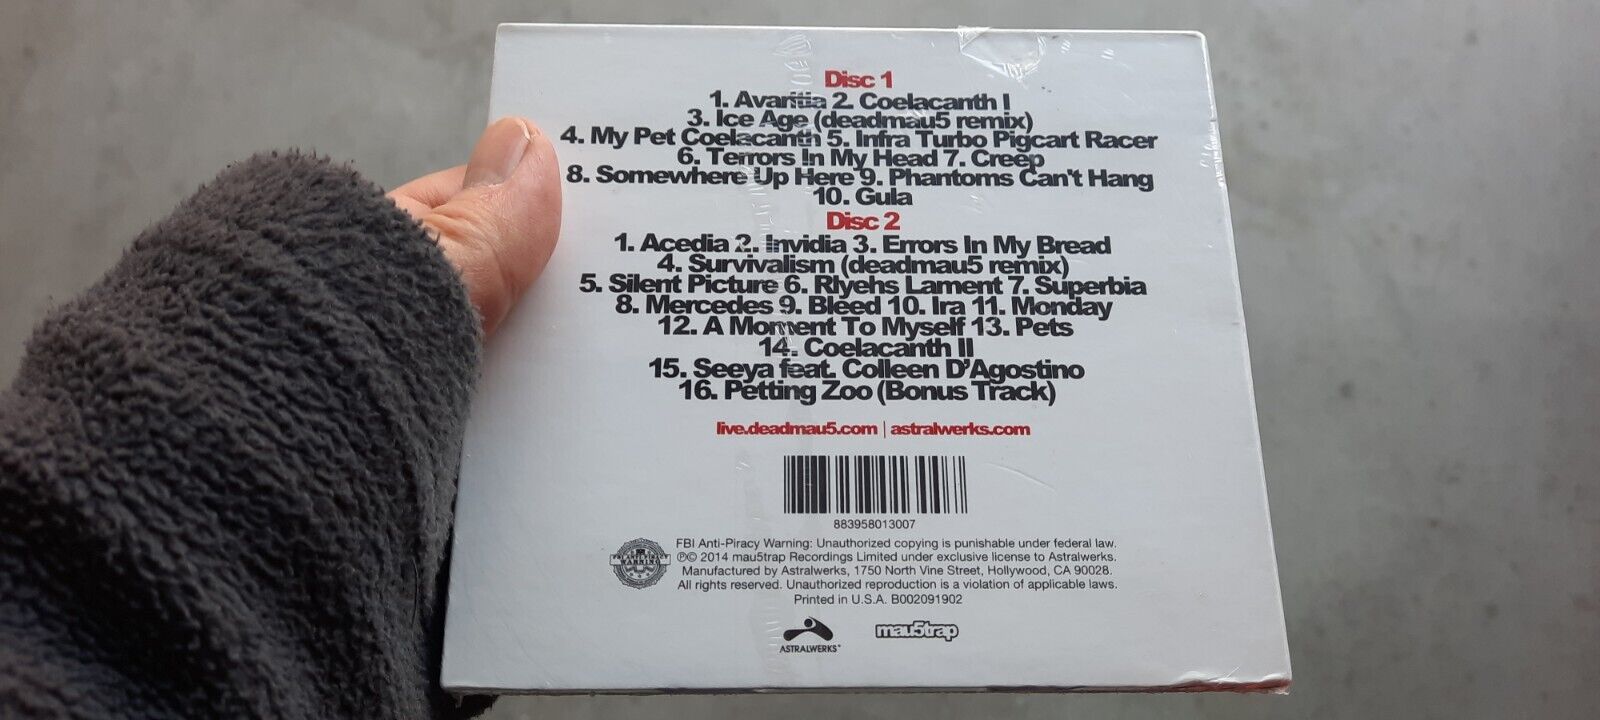 Disc 1
1. Avaritia 2. Coelacanth I
3. Ice Age (deadmau5 remix)
4. My Pet Coelacanth 5. Infra Turbo Pigcart Racer
6. Terrors In My Head 7. Creep
8. Somewhere Up Here 9. Phantoms Can't Hang
10. Gula
Disc 2
1. Acedia 2. Invidia 3. Errors In My Bread
4. Survivalism (deadmau5 remix)
5. Silent Picture 6. Rlyehs Lament 7. Superbia
8. Mercedes 9. Bleed 10. Ira 11. Monday
12. A Moment To Myself 13. Pets
14. Coelacanth II
15. Seeya feat. Colleen D'Agostino
16. Petting Zoo (Bonus Track)
live.deadmau5.com | astralwerks.com
883958013007
FBI ANTI-PIRACY
WARNING
FBI Anti-Piracy Warning: Unauthorized copying is punishable under federal law.
℗© 2014 mau5trap Recordings Limited under exclusive license to Astralwerks.
Manufactured by Astralwerks, 1750 North Vine Street, Hollywood, CA 90028.
All rights reserved. Unauthorized reproduction is a violation of applicable laws.
Printed in U.S.A. B002091902
ASTRALWERKS
mau5trap